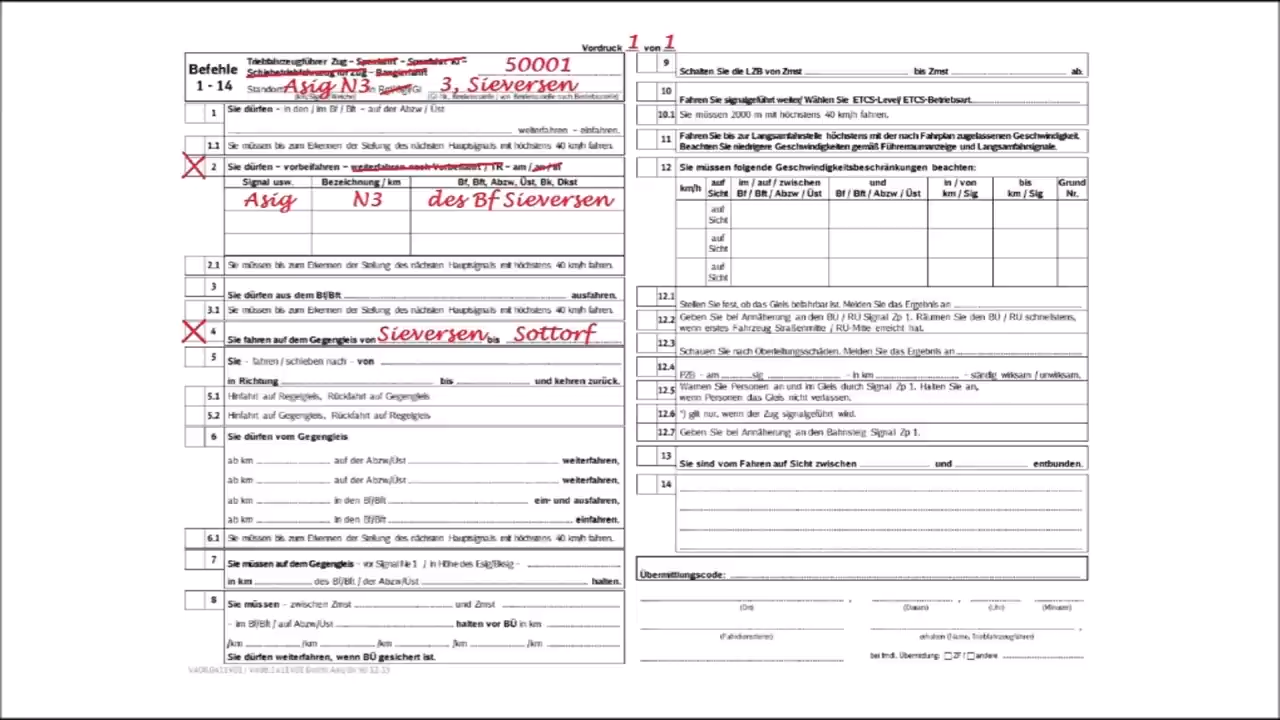 Vordruck 1 von 1
Befehle
1 - 14
Triebfahrzeugführer Zug – Sperrfahrt – Sperrfahrt Kl –
Schiebetriebfahrzeug für Zug – Rangierfahrt
50001
Standort Asig N3 in 3, Sieversen
1 Sie dürfen – in den / im Bf / Bft – auf der Abzw / Üst
weiterfahren – einfahren.
1.1 Sie müssen bis zum Erkennen der Stellung des nächsten Hauptsignals mit höchstens 40 km/h fahren.
X 2 Sie dürfen – vorbeifahren – weiterfahren nach Vorbeifahrt / TR – am / an / at
Signal usw. Bezeichnung / km Bf, Bft, Abzw, Üst, Bk, Dkst
Asig N3 des Bf Sieversen
2.1 Sie müssen bis zum Erkennen der Stellung des nächsten Hauptsignals mit höchstens 40 km/h fahren.
3 Sie dürfen aus dem Bf/Bft ausfahren.
3.1 Sie müssen bis zum Erkennen der Stellung des nächsten Hauptsignals mit höchstens 40 km/h fahren.
X 4 Sie fahren auf dem Gegengleis von Sieversen bis Sottorf
5 Sie – fahren / schieben nach – von
in Richtung bis und kehren zurück.
5.1 Hinfahrt auf Regelgleis, Rückfahrt auf Gegengleis
5.2 Hinfahrt auf Gegengleis, Rückfahrt auf Regelgleis
6 Sie dürfen vom Gegengleis
ab km auf der Abzw/Üst weiterfahren,
ab km auf der Abzw/Üst weiterfahren,
ab km in den Bf/Bft ein- und ausfahren,
ab km in den Bf/Bft einfahren.
6.1 Sie müssen bis zum Erkennen der Stellung des nächsten Hauptsignals mit höchstens 40 km/h fahren.
7 Sie müssen auf dem Gegengleis – vor Signal Ne 1 / in Höhe des Esig/Bksig –
in km des Bf/Bft / der Abzw/Üst halten.
8 Sie müssen – zwischen Zmst und Zmst
– im Bf/Bft / auf Abzw/Üst halten vor BÜ in km
/km /km /km /km /km
Sie dürfen weiterfahren, wenn BÜ gesichert ist.
9 Schalten Sie die LZB von Zmst bis Zmst ab.
10 Fahren Sie signalgeführt weiter/ Wählen Sie ETCS-Level/ ETCS-Betriebsart
10.1 Sie müssen 2000 m mit höchstens 40 km/h fahren.
11 Fahren Sie bis zur Langsamfahrstelle höchstens mit der nach Fahrplan zugelassenen Geschwindigkeit.
Beachten Sie niedrigere Geschwindigkeiten gemäß Führerraumanzeige und Langsamfahrsignale.
12 Sie müssen folgende Geschwindigkeitsbeschränkungen beachten:
km/h auf Sicht im / auf / zwischen Bf / Bft / Abzw / Üst und Bf / Bft / Abzw / Üst in / von km / Sig bis km / Sig Grund Nr.
auf Sicht
auf Sicht
auf Sicht
12.1 Stellen Sie fest, ob das Gleis befahrbar ist. Melden Sie das Ergebnis an
12.2 Geben Sie bei Annäherung an den BÜ / RÜ Signal Zp 1. Räumen Sie den BÜ / RÜ schnellstens,
wenn erstes Fahrzeug Straßenmitte / RÜ-Mitte erreicht hat.
12.3 Schauen Sie nach Oberleitungsschäden. Melden Sie das Ergebnis an
12.4 PZB – am sig – in km – ständig wirksam / unwirksam.
12.5 Warnen Sie Personen an und im Gleis durch Signal Zp 1. Halten Sie an,
wenn Personen das Gleis nicht verlassen.
12.6 *) gilt nur, wenn der Zug signalgeführt wird.
12.7 Geben Sie bei Annäherung an den Bahnsteig Signal Zp 1.
13 Sie sind vom Fahren auf Sicht zwischen und entbunden.
14
Übermittlungscode:
(Ort) (Datum) (Uhr) (Minuten)
(Fahrdienstleiter) erhalten (Name, Triebfahrzeugführer)
bei fmdl. Übermittlung: ZF / andere